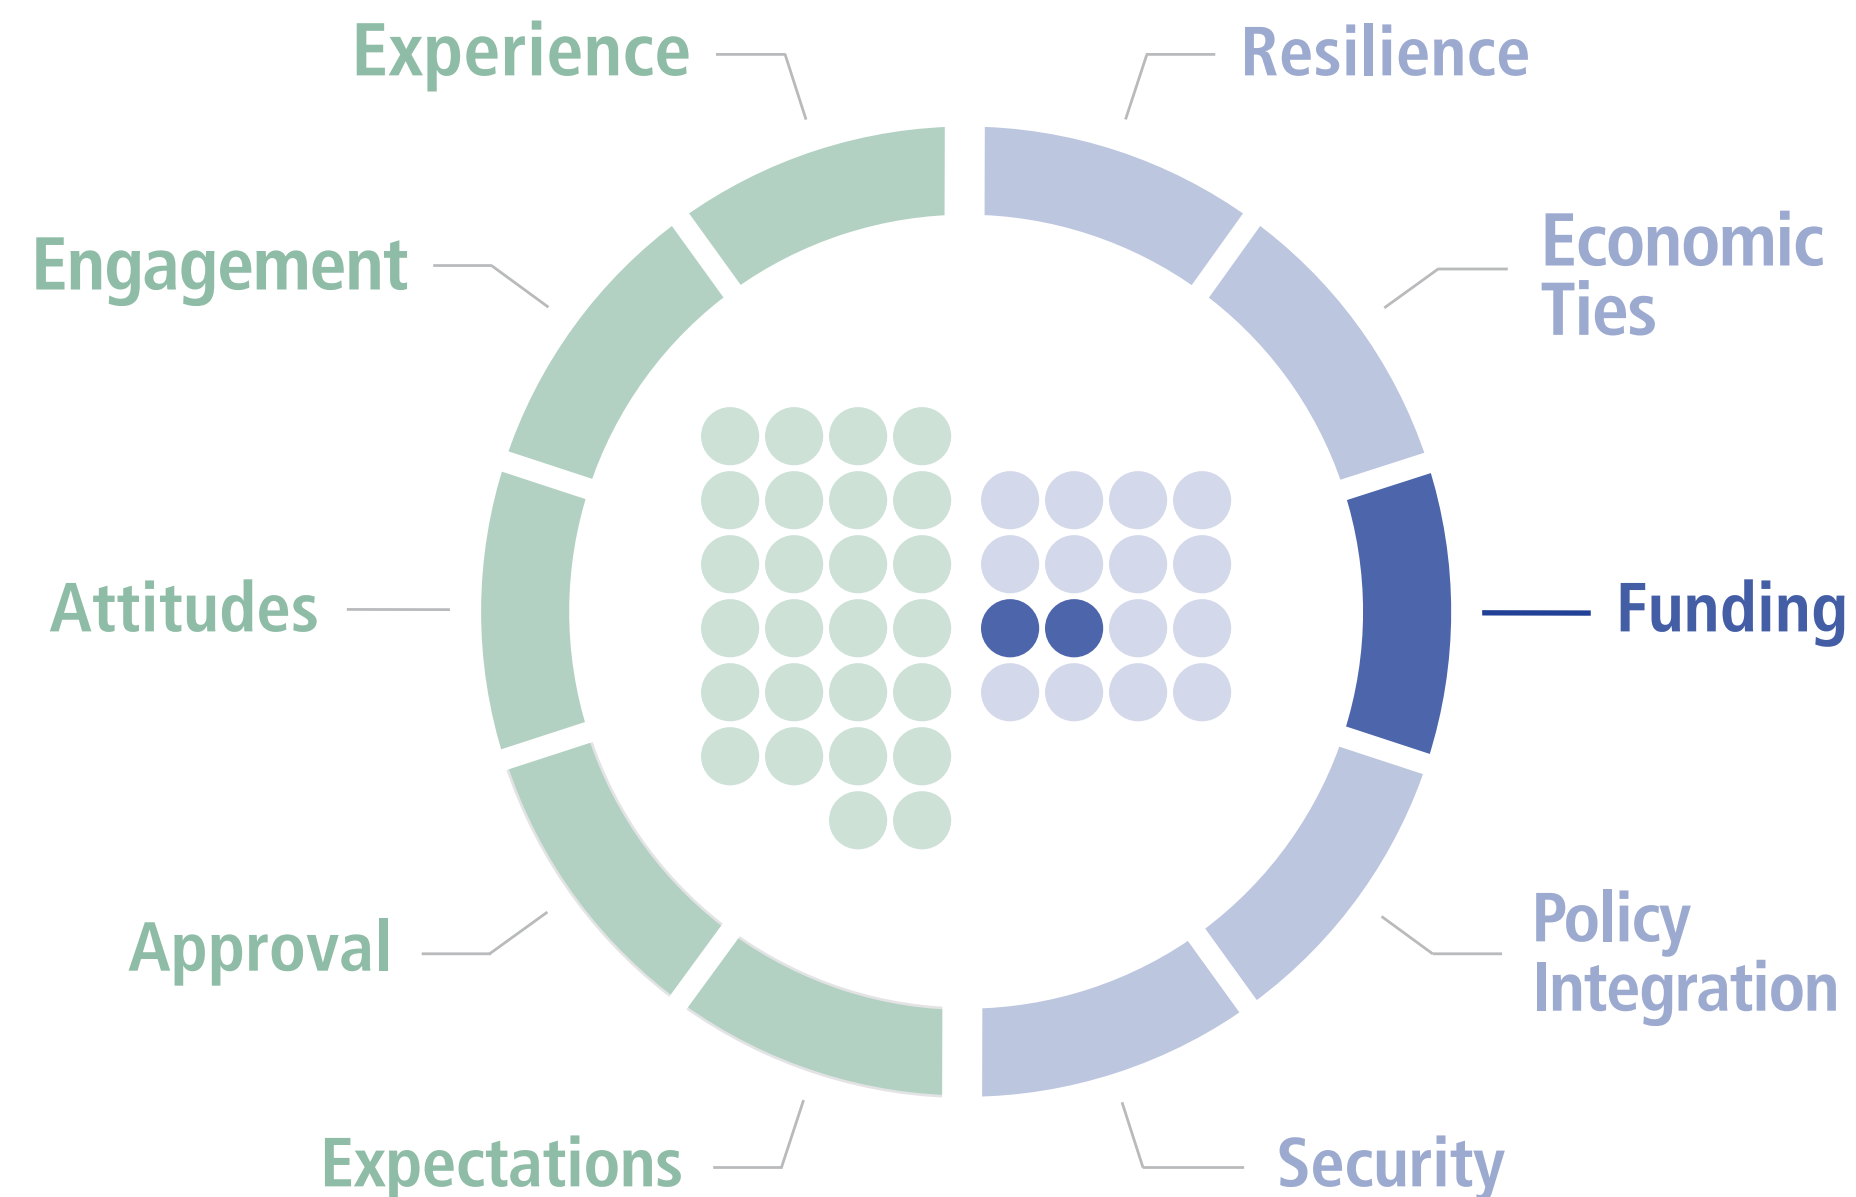 Experience
Resilience
Engagement
Economic
Ties
Attitudes
Funding
Approval
Policy
Integration
Expectations
Security